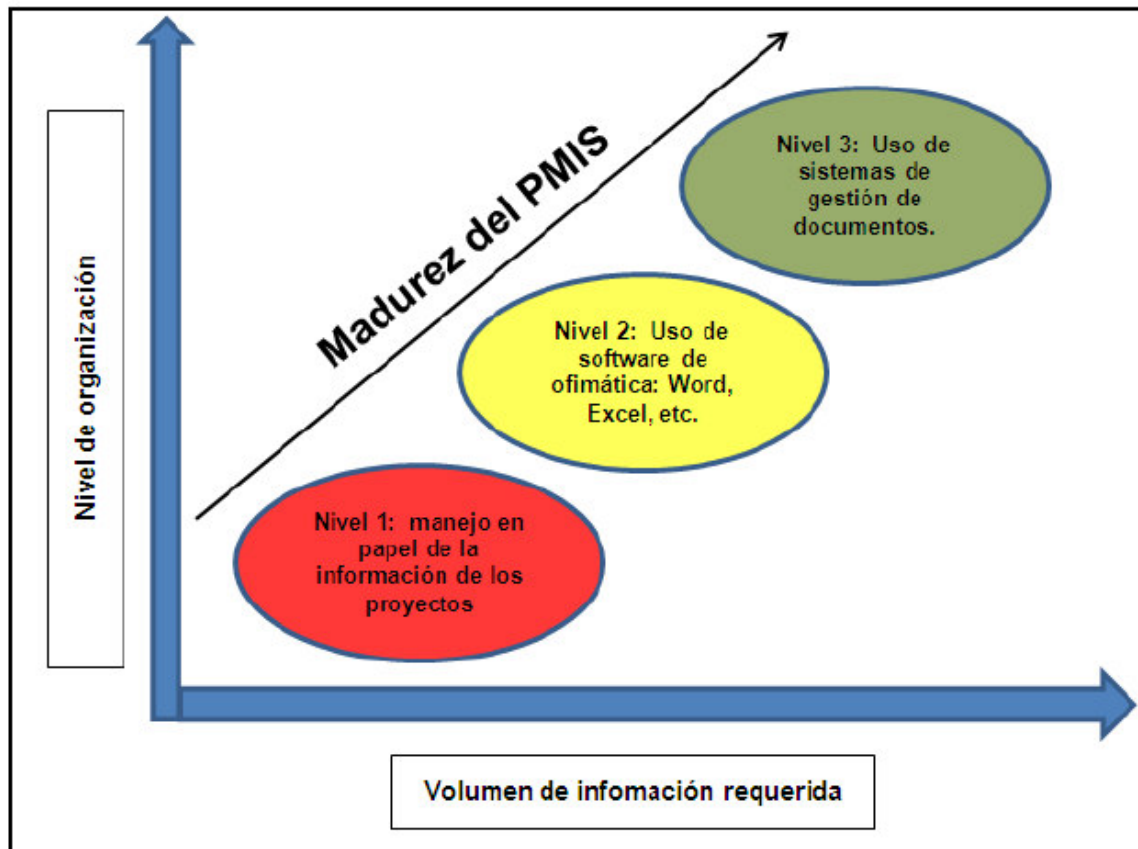 Nivel de organización
Madurez del PMIS
Nivel 3: Uso de
sistemas de
gestión de
documentos.
Nivel 2: Uso de
software de
ofimática: Word,
Excel, etc.
Nivel 1: manejo en
papel de la
información de los
proyectos
Volumen de infomación requerida